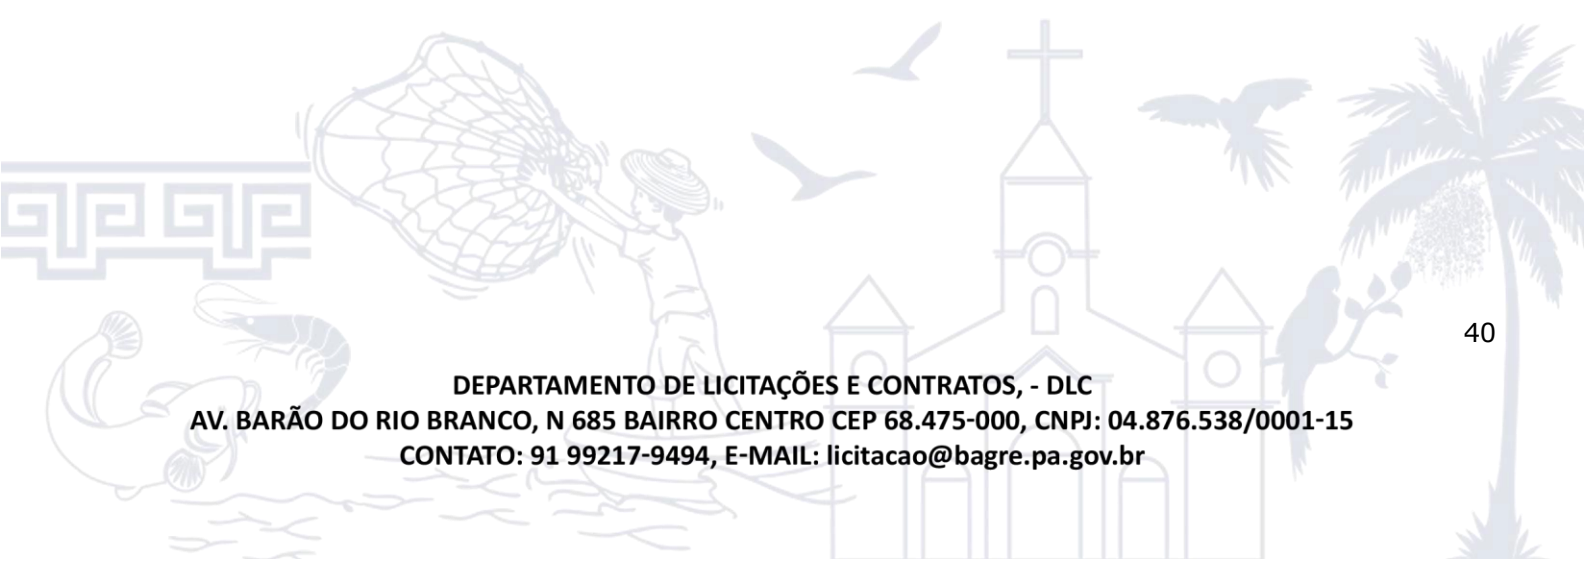 40
DEPARTAMENTO DE LICITAÇÕES E CONTRATOS, - DLC
AV. BARÃO DO RIO BRANCO, N 685 BAIRRO CENTRO CEP 68.475-000, CNPJ: 04.876.538/0001-15
CONTATO: 91 99217-9494, E-MAIL: licitacao@bagre.pa.gov.br